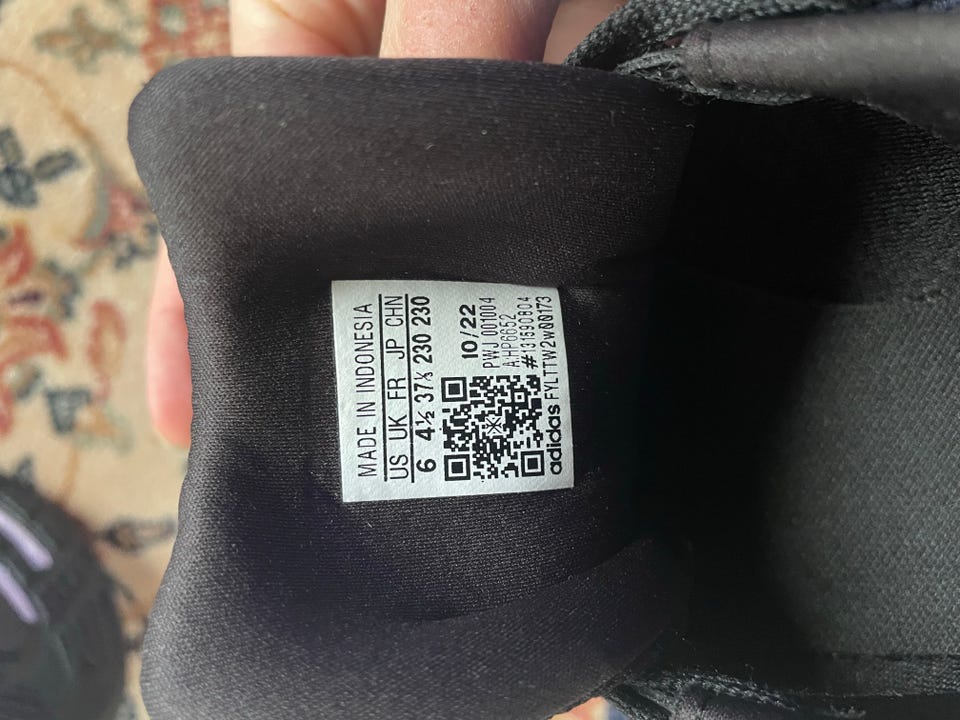 MADE IN INDONESIA
US UK FR JP CHN
6 4½ 37⅓ 230 230
10/22
PWJ 001004
A:HP6652
#131690804
adidas FYLTTW2W00173